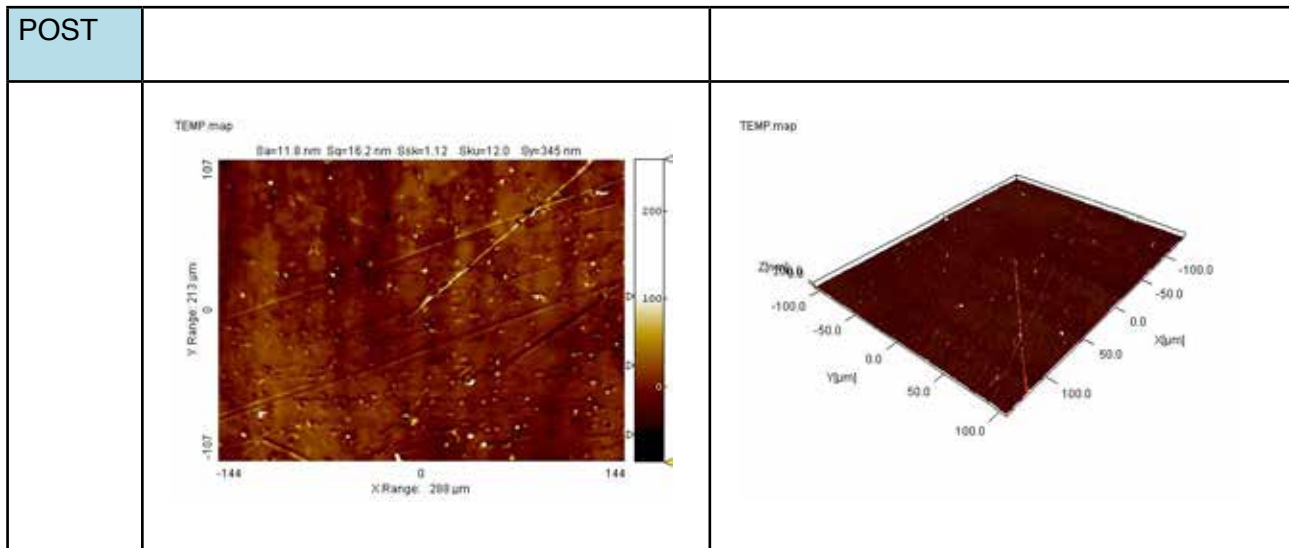 POST
TEMP.map
Sa=11.8 nm Sq=16.2 nm Ssk=1.12 Sku=12.0 Sy=345 nm
107
0
-107
Y Range: 213 µm
-144 0 144
X Range: 288 µm
200
D
100
D
0
D
TEMP.map
-100.0
-50.0
0.0
50.0
100.0
Y[µm]
-100.0
-50.0
0.0
50.0
100.0
X[µm]